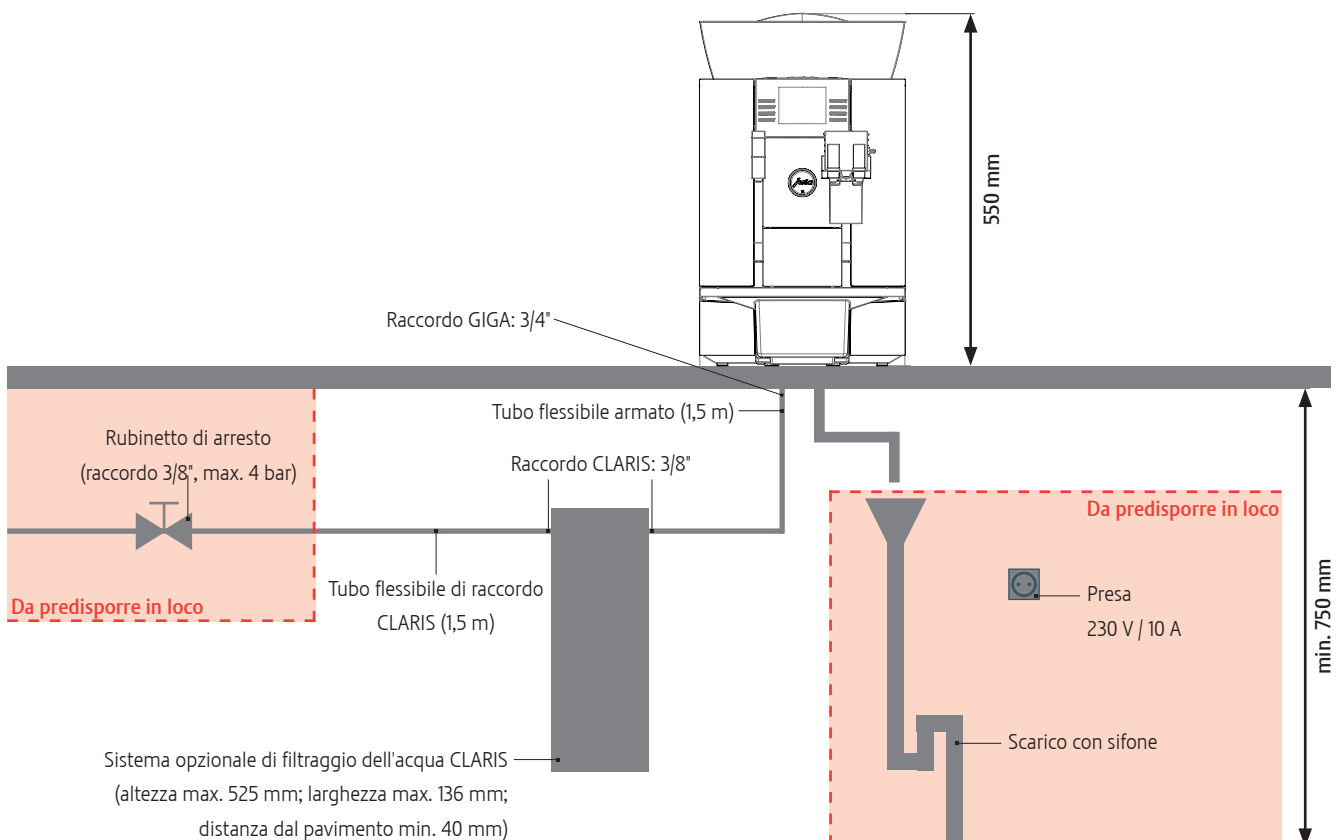 550 mm
Raccordo GIGA: 3/4"
Tubo flessibile armato (1,5 m)
Rubinetto di arresto
(raccordo 3/8", max. 4 bar)
Raccordo CLARIS: 3/8"
Da predisporre in loco
Tubo flessibile di raccordo
CLARIS (1,5 m)
Da predisporre in loco
Presa
230 V / 10 A
min. 750 mm
Scarico con sifone
Sistema opzionale di filtraggio dell'acqua CLARIS
(altezza max. 525 mm; larghezza max. 136 mm;
distanza dal pavimento min. 40 mm)
jura